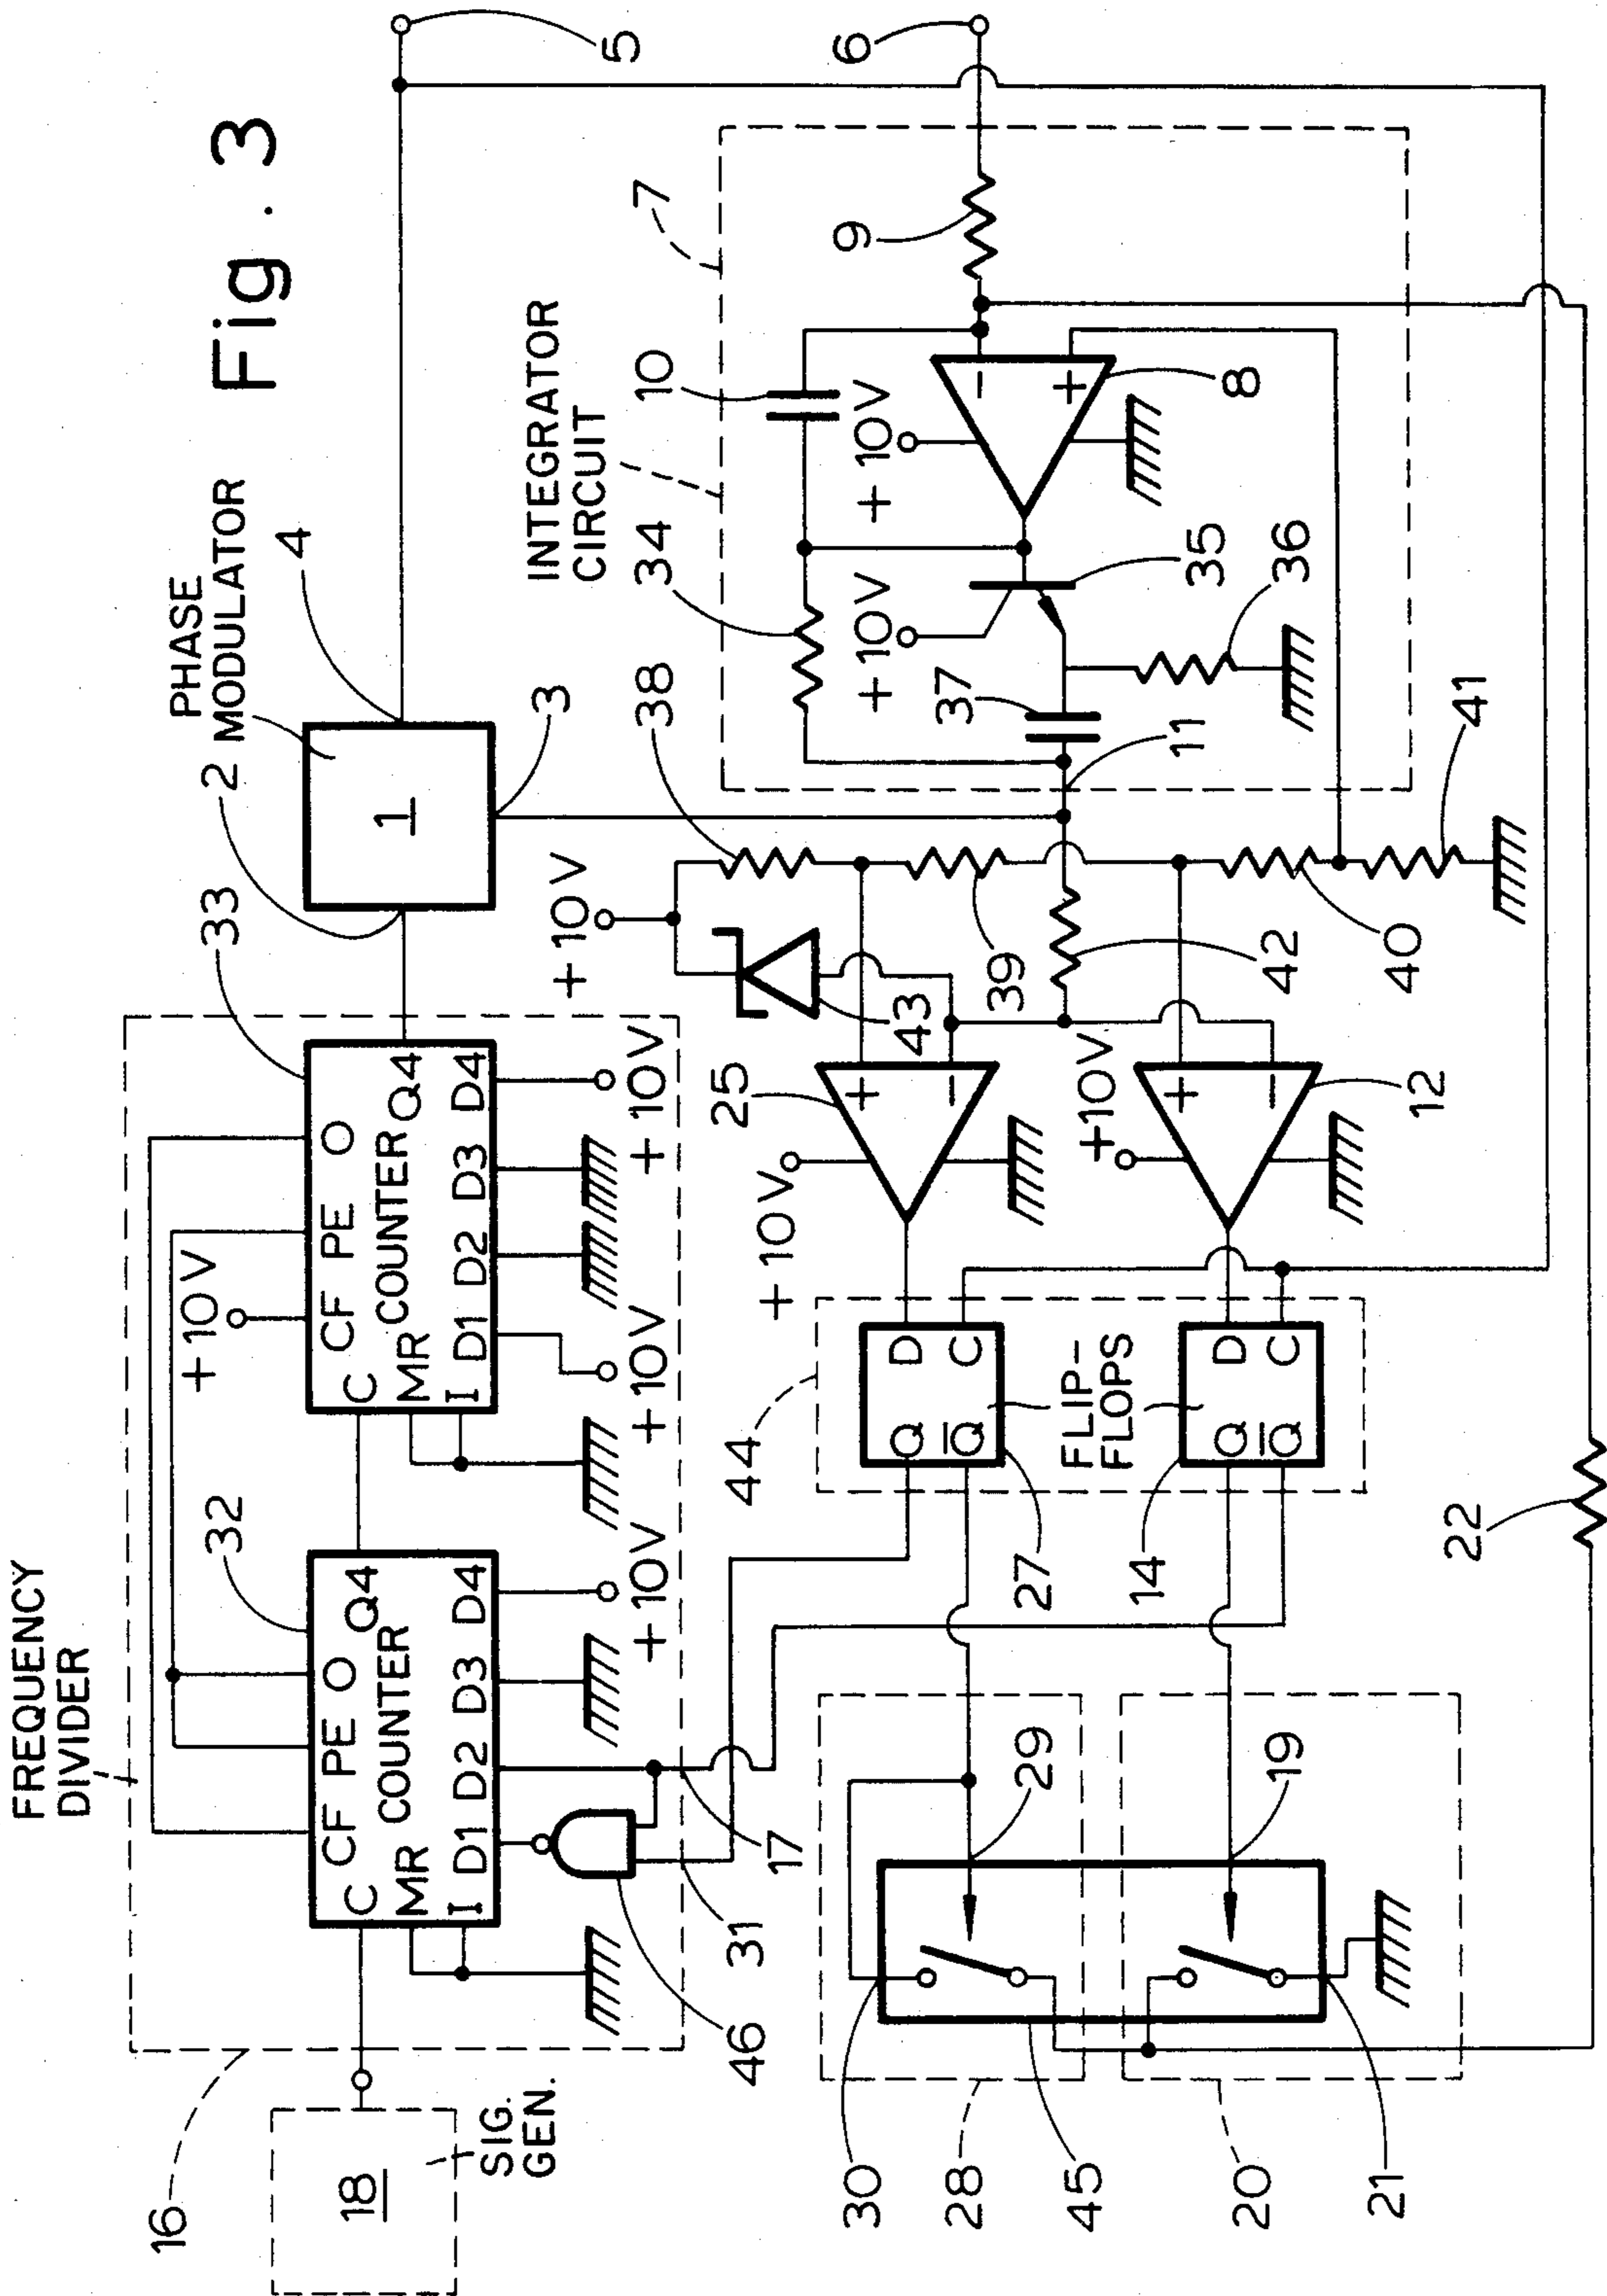 Fig. 3
FREQUENCY
DIVIDER
16
18
SIG.
GEN.
32
C CF PE O
MR COUNTER Q4
I D1 D2 D3 D4
+10V
46
31
17
33
+10V
C CF PE O
MR COUNTER Q4
I D1 D2 D3 D4
+10V
+10V
PHASE
MODULATOR
2
1
4
3
5
6
INTEGRATOR
CIRCUIT
7
34
10
9
+10V
+10V
−
+
8
37
35
36
11
38
+10V
43
39
42
40
41
25
+10V
+
−
+10V
+
−
12
44
Q D
Q̅ C
FLIP-
FLOPS
Q D
Q̅ C
27
14
22
29
19
30
28
45
20
21